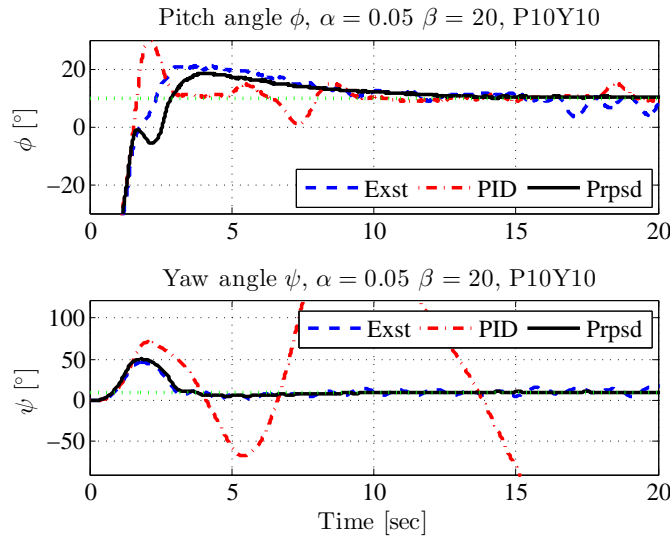 Pitch angle ϕ, α = 0.05 β = 20, P10Y10
20
0
−20
ϕ [°]
Exst PID Prpsd
0 5 10 15 20
Yaw angle ψ, α = 0.05 β = 20, P10Y10
100
50
0
−50
ψ [°]
Exst PID Prpsd
0 5 10 15 20
Time [sec]